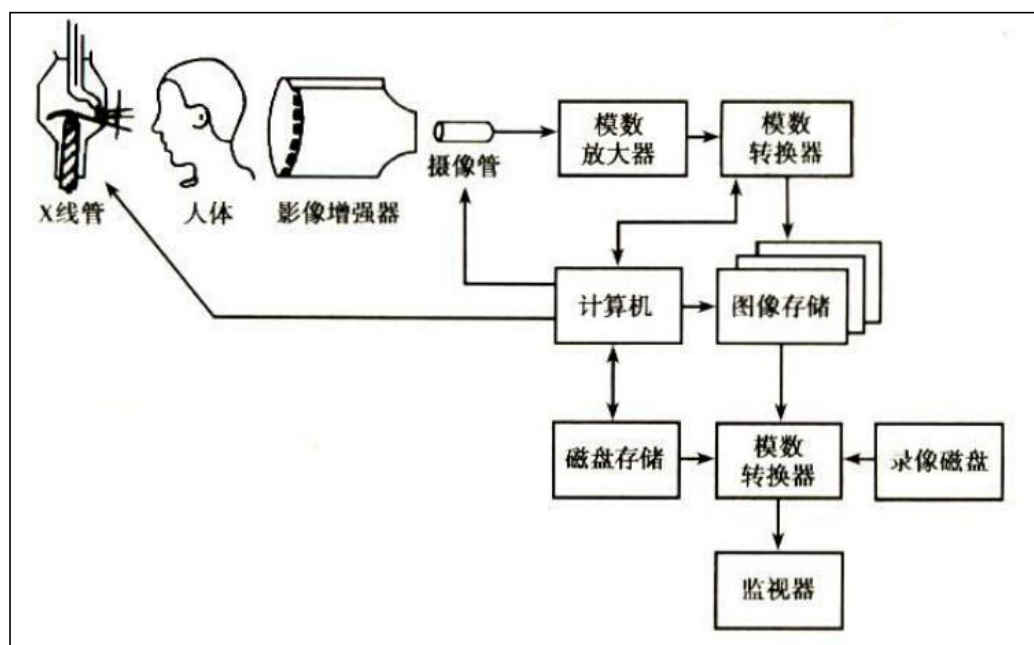 X线管
人体
影像增强器
摄像管
模数
放大器
模数
转换器
计算机
图像存储
磁盘存储
模数
转换器
录像磁盘
监视器